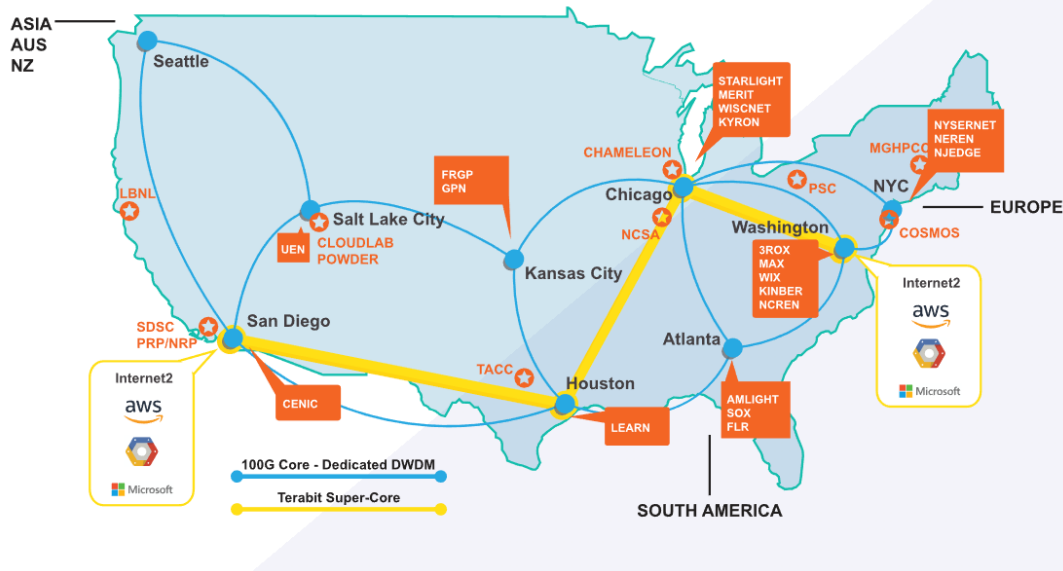 ASIA
AUS
NZ
Seattle
STARLIGHT
MERIT
WISCNET
KYRON
NYSERNET
NEREN
NJEDGE
MGHPCC
CHAMELEON
FRGP
GPN
PSC
NYC
LBNL
Chicago
EUROPE
Salt Lake City
UEN
CLOUDLAB
POWDER
NCSA
Washington
COSMOS
3ROX
MAX
WIX
KINBER
NCREN
Kansas City
Internet2
aws
Microsoft
SDSC
PRP/NRP
San Diego
Atlanta
TACC
Houston
Internet2
aws
Microsoft
CENIC
LEARN
AMLIGHT
SOX
FLR
100G Core - Dedicated DWDM
Terabit Super-Core
SOUTH AMERICA